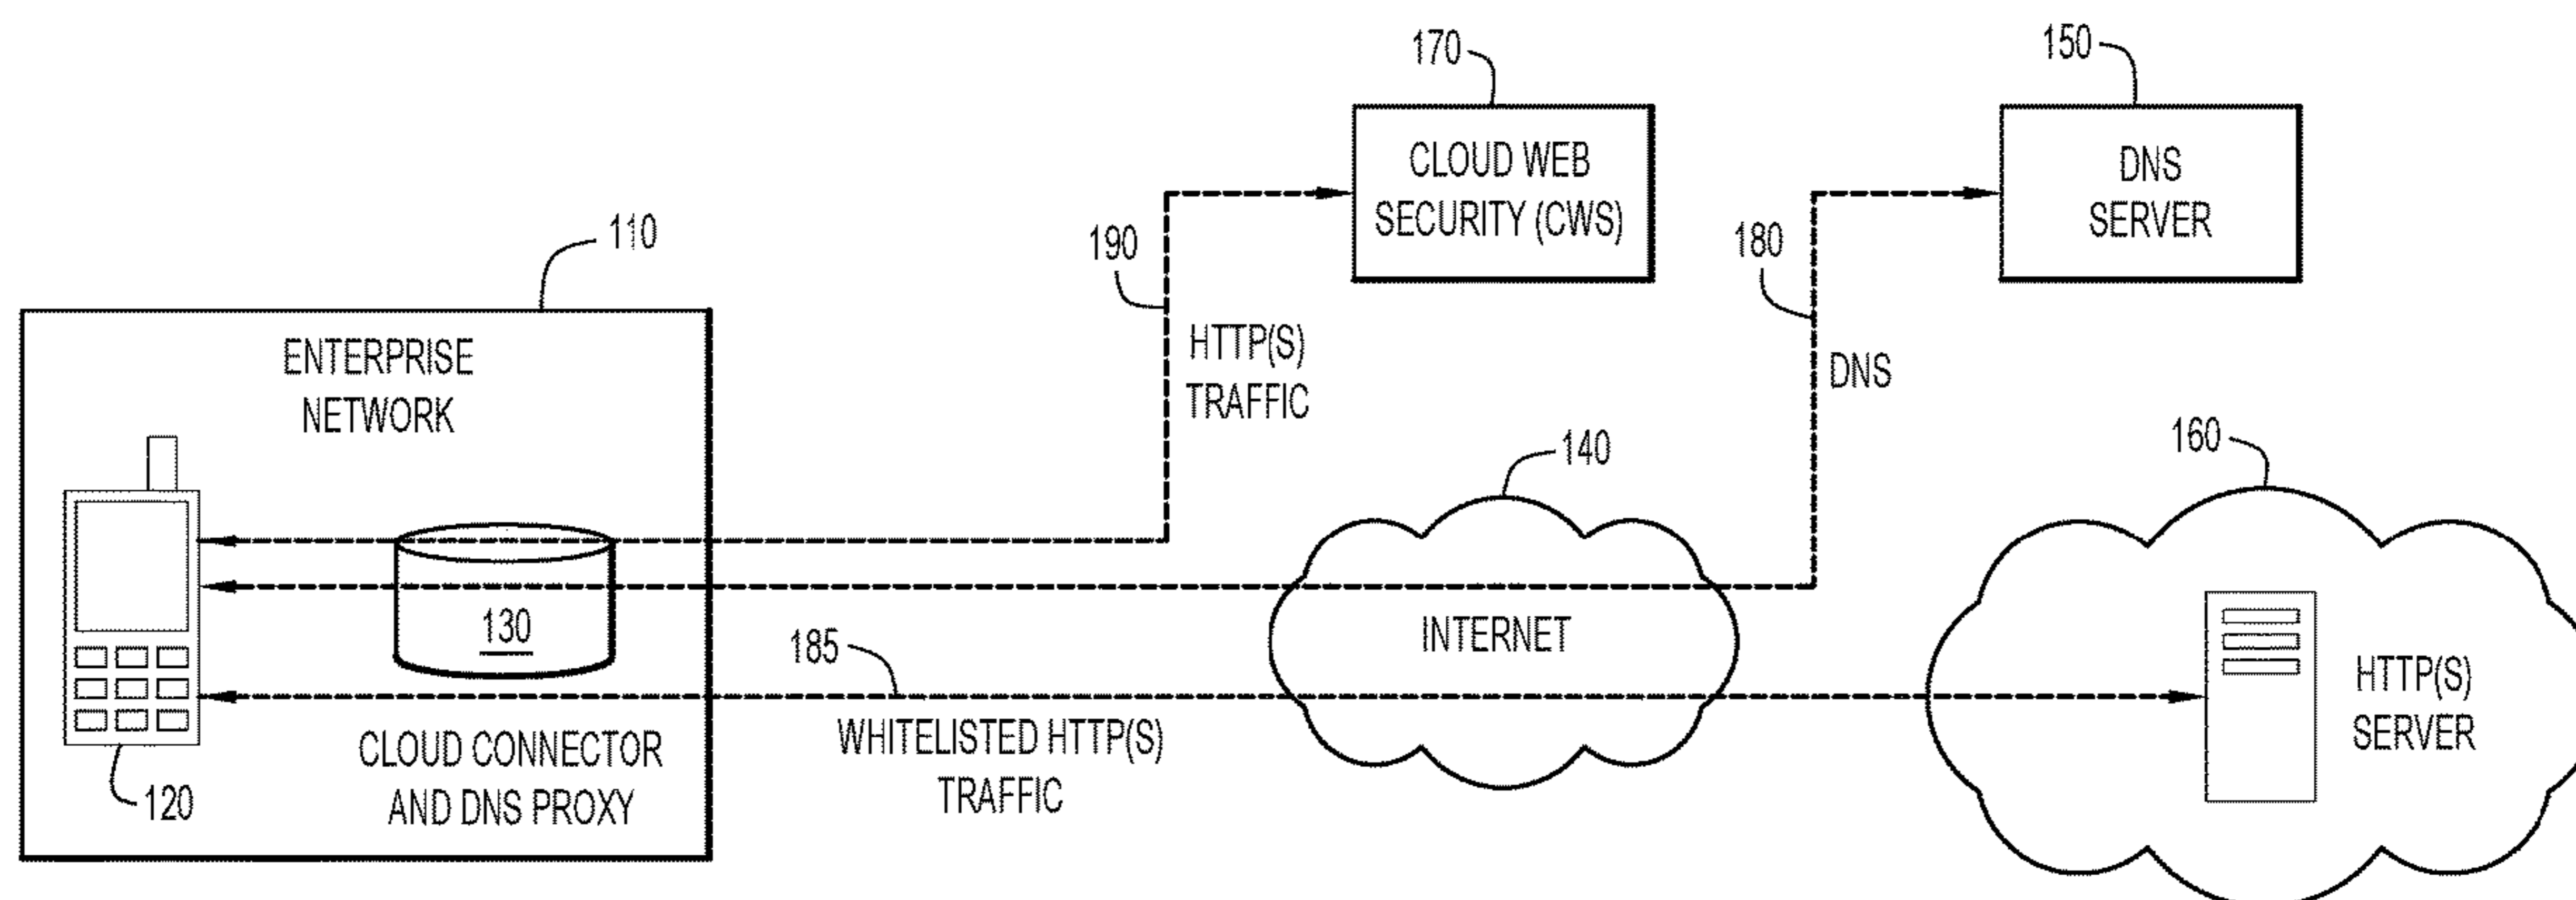 170
150
CLOUD WEB
SECURITY (CWS)
DNS
SERVER
110
190
180
ENTERPRISE
NETWORK
HTTP(S)
TRAFFIC
DNS
140
160
130
INTERNET
185
HTTP(S)
SERVER
WHITELISTED HTTP(S)
TRAFFIC
CLOUD CONNECTOR
AND DNS PROXY
120